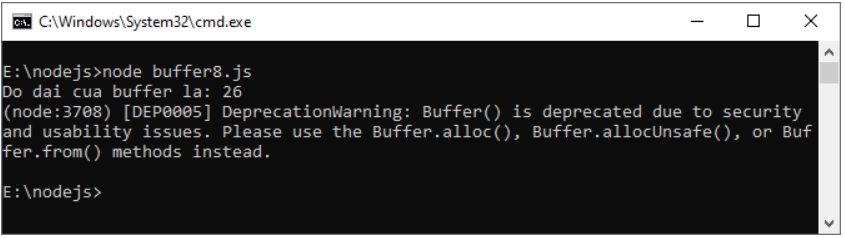 C:\Windows\System32\cmd.exe
E:\nodejs>node buffer8.js
Do dai cua buffer la: 26
(node:3708) [DEP0005] DeprecationWarning: Buffer() is deprecated due to security
and usability issues. Please use the Buffer.alloc(), Buffer.allocUnsafe(), or Buf
fer.from() methods instead.
E:\nodejs>